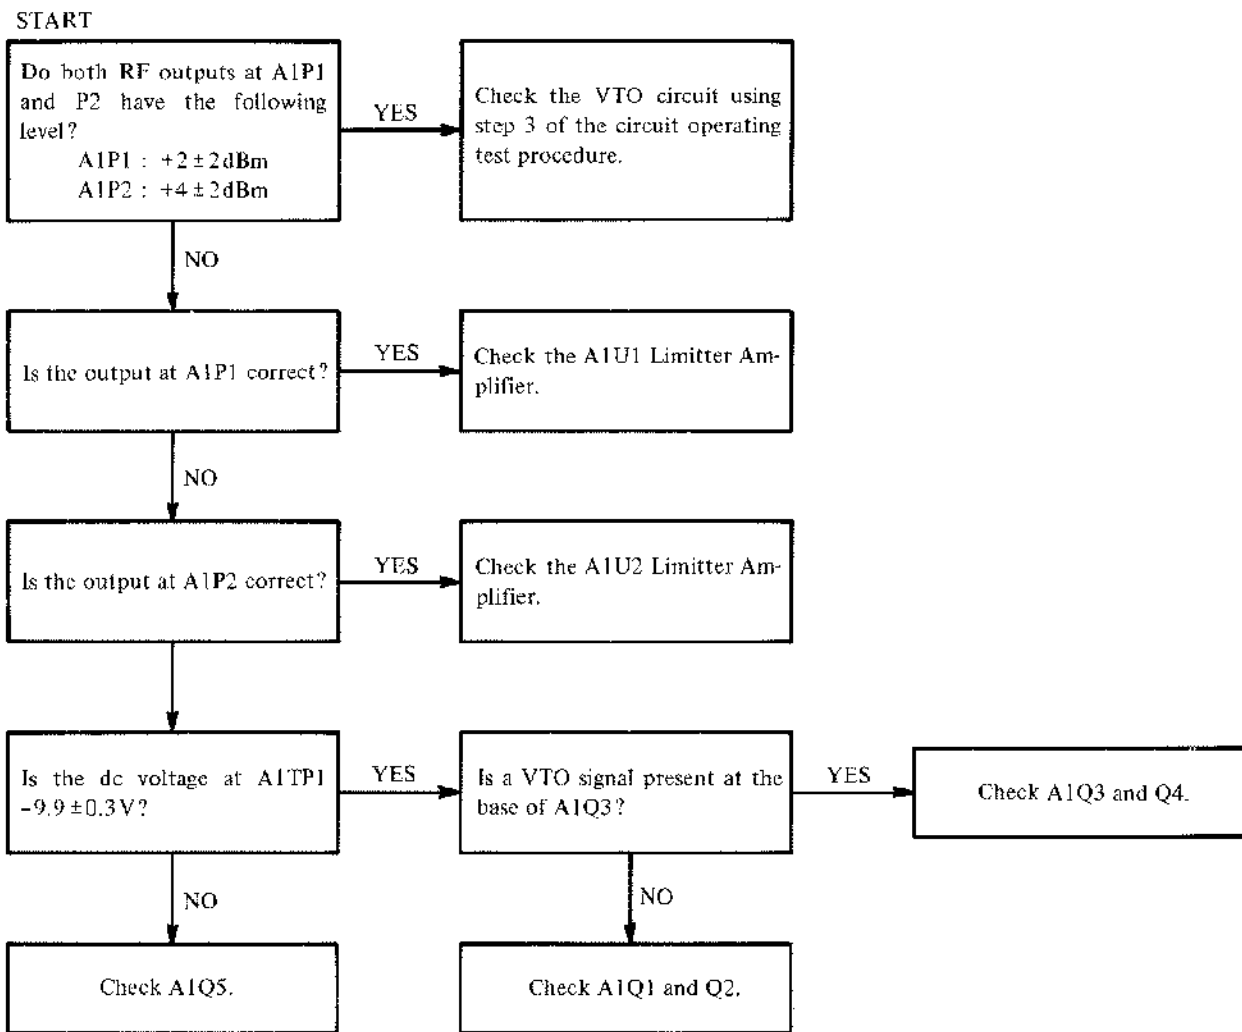 START
Do both RF outputs at A1P1
and P2 have the following
level?
A1P1 : +2 ± 2dBm
A1P2 : +4 ± 2dBm
YES
Check the VTO circuit using
step 3 of the circuit operating
test procedure.
NO
Is the output at A1P1 correct?
YES
Check the A1U1 Limitter Am-
plifier.
NO
Is the output at A1P2 correct?
YES
Check the A1U2 Limitter Am-
plifier.
Is the dc voltage at A1TP1
-9.9 ±0.3V?
YES
Is a VTO signal present at the
base of A1Q3?
YES
Check A1Q3 and Q4.
NO
NO
Check A1Q5.
Check A1Q1 and Q2.